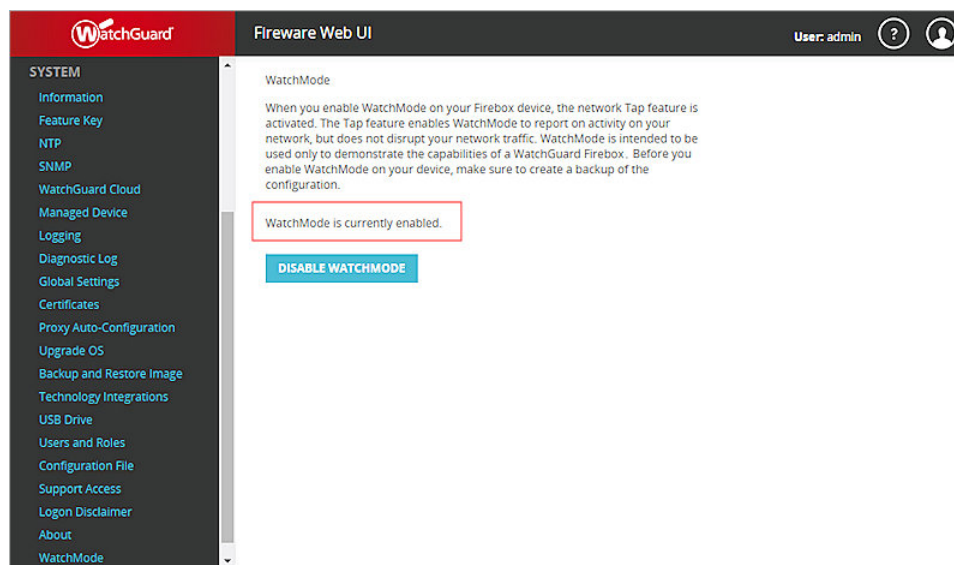 WatchGuard
Fireware Web UI
User: admin
?
SYSTEM
Information
Feature Key
NTP
SNMP
WatchGuard Cloud
Managed Device
Logging
Diagnostic Log
Global Settings
Certificates
Proxy Auto-Configuration
Upgrade OS
Backup and Restore Image
Technology Integrations
USB Drive
Users and Roles
Configuration File
Support Access
Logon Disclaimer
About
WatchMode
WatchMode
When you enable WatchMode on your Firebox device, the network Tap feature is
activated. The Tap feature enables WatchMode to report on activity on your
network, but does not disrupt your network traffic. WatchMode is intended to be
used only to demonstrate the capabilities of a WatchGuard Firebox. Before you
enable WatchMode on your device, make sure to create a backup of the
configuration.
WatchMode is currently enabled.
DISABLE WATCHMODE